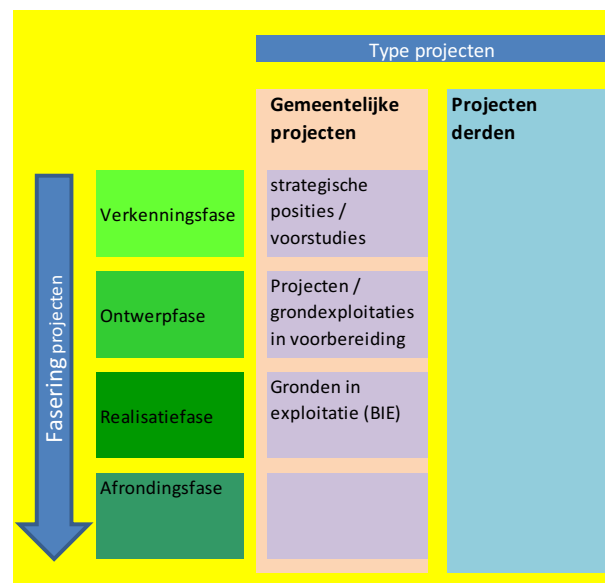 Type projecten
Gemeentelijke
projecten
Projecten
derden
Fasering projecten
Verkenningsfase
strategische
posities /
voorstudies
Ontwerpfase
Projecten /
grondexploitaties
in voorbereiding
Realisatiefase
Gronden in
exploitatie (BIE)
Afrondingsfase